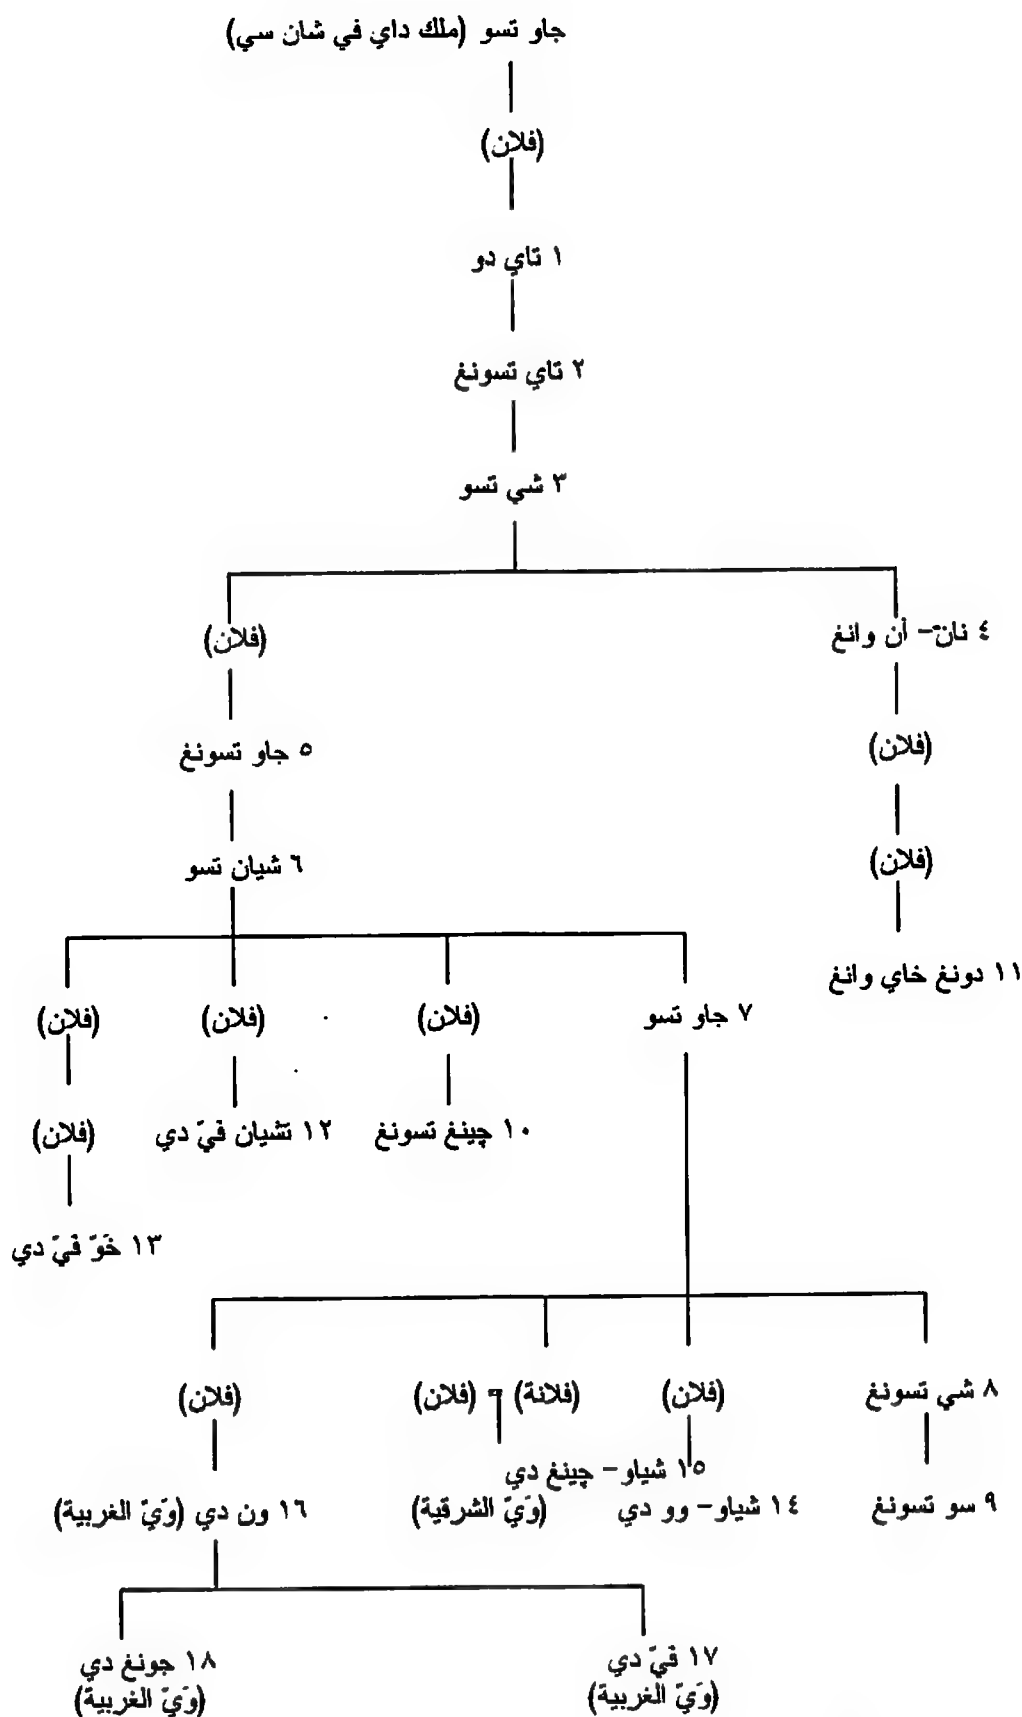 جاو تسو (ملك داي في شان سي)
(فلان)
١ تاي دو
٢ تاي تسونغ
٣ شي تسو
٤ نان- أن وانغ
(فلان)
(فلان)
٥ جاو تسونغ
(فلان)
٦ شيان تسو
١١ دونغ خاي وانغ
٧ جاو تسو
(فلان)
(فلان)
(فلان)
١٠ چينغ تسونغ
١٢ تشيان فيّ دي
(فلان)
١٣ خَوّ فيّ دي
٨ شي تسونغ
(فلان)
(فلانة) = (فلان)
(فلان)
١٥ شياو- چينغ دي
٩ سو تسونغ
١٤ شياو- وو دي
(وَيّ الشرقية)
١٦ ون دي (وَيّ الغربية)
١٧ فيّ دي
(وَيّ الغربية)
١٨ جونغ دي
(وَيّ الغربية)